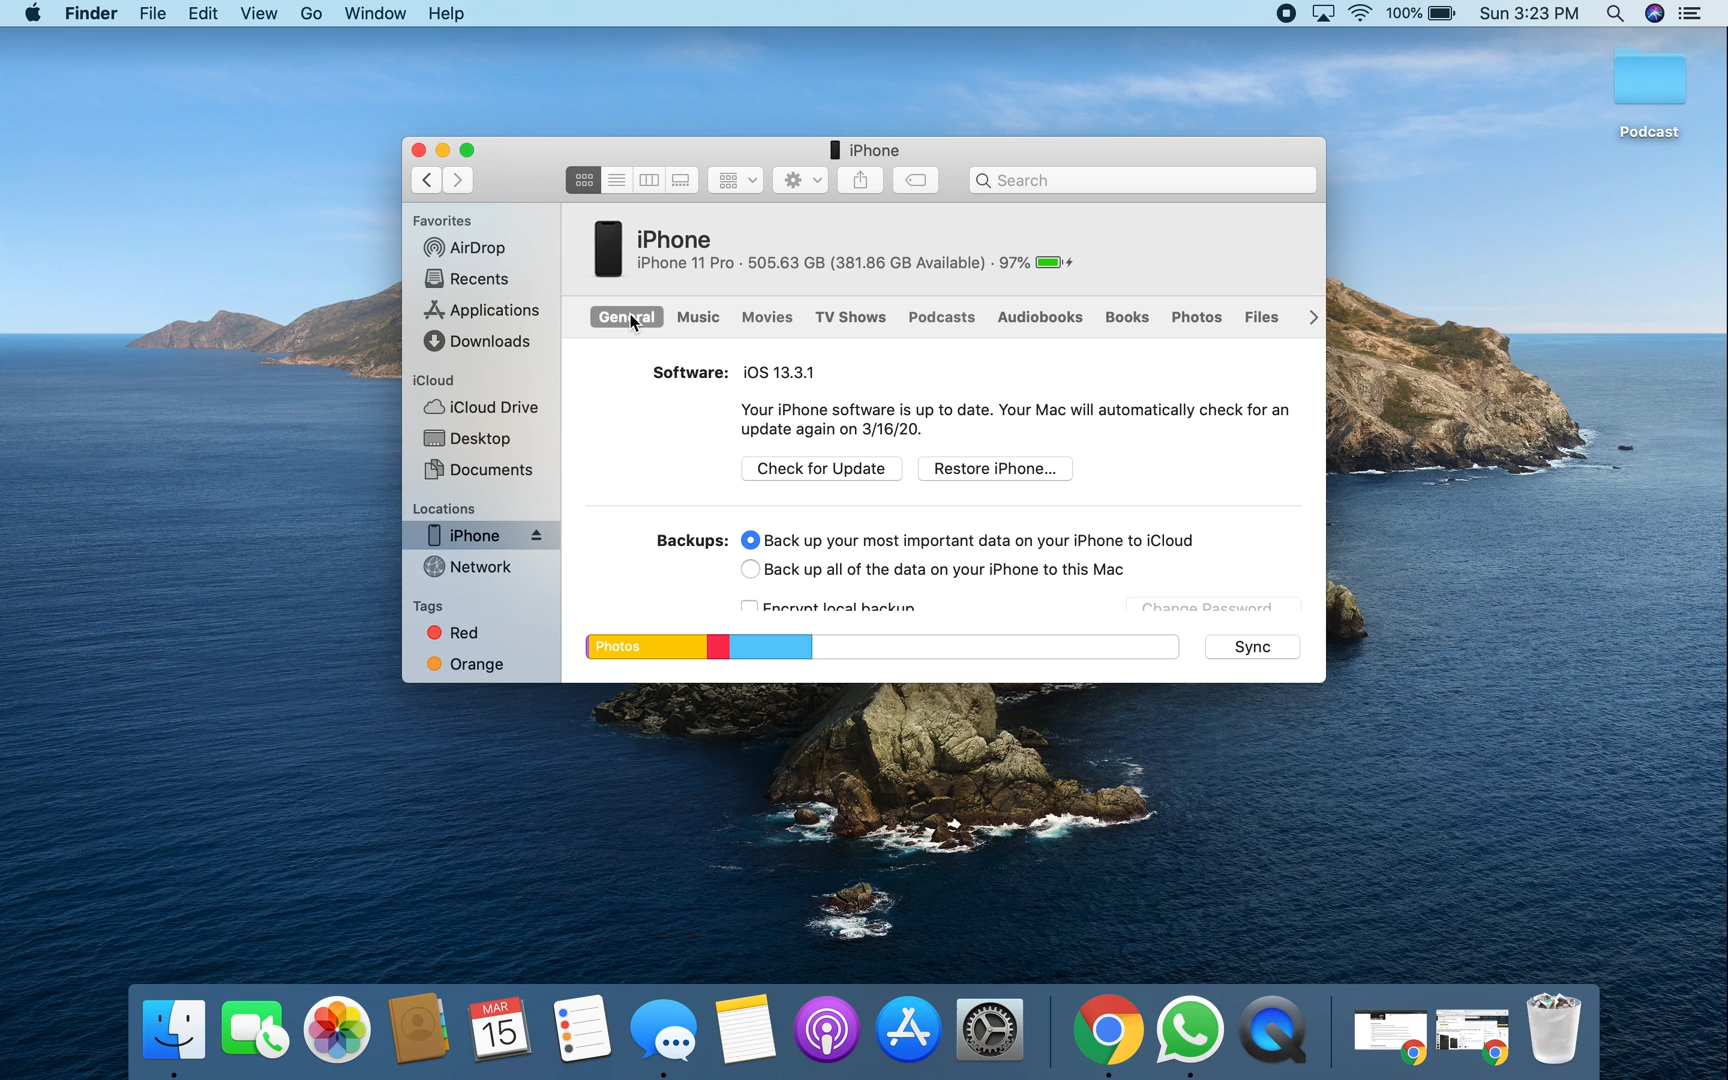 Finder File Edit View Go Window Help
100% Sun 3:23 PM
Podcast
iPhone
Search
Favorites
AirDrop
Recents
Applications
Downloads
iCloud
iCloud Drive
Desktop
Documents
Locations
iPhone
Network
Tags
Red
Orange
iPhone
iPhone 11 Pro · 505.63 GB (381.86 GB Available) · 97%
General Music Movies TV Shows Podcasts Audiobooks Books Photos Files
Software: iOS 13.3.1
Your iPhone software is up to date. Your Mac will automatically check for an
update again on 3/16/20.
Check for Update Restore iPhone...
Backups: Back up your most important data on your iPhone to iCloud
Back up all of the data on your iPhone to this Mac
Encrypt local backup Change Password
Photos Sync
MAR
15